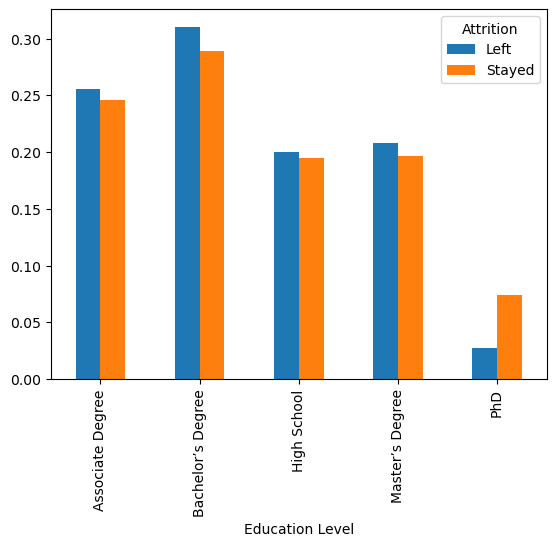 0.30
0.25
0.20
0.15
0.10
0.05
0.00
Attrition
Left
Stayed
Associate Degree
Bachelor’s Degree
High School
Master’s Degree
PhD
Education Level